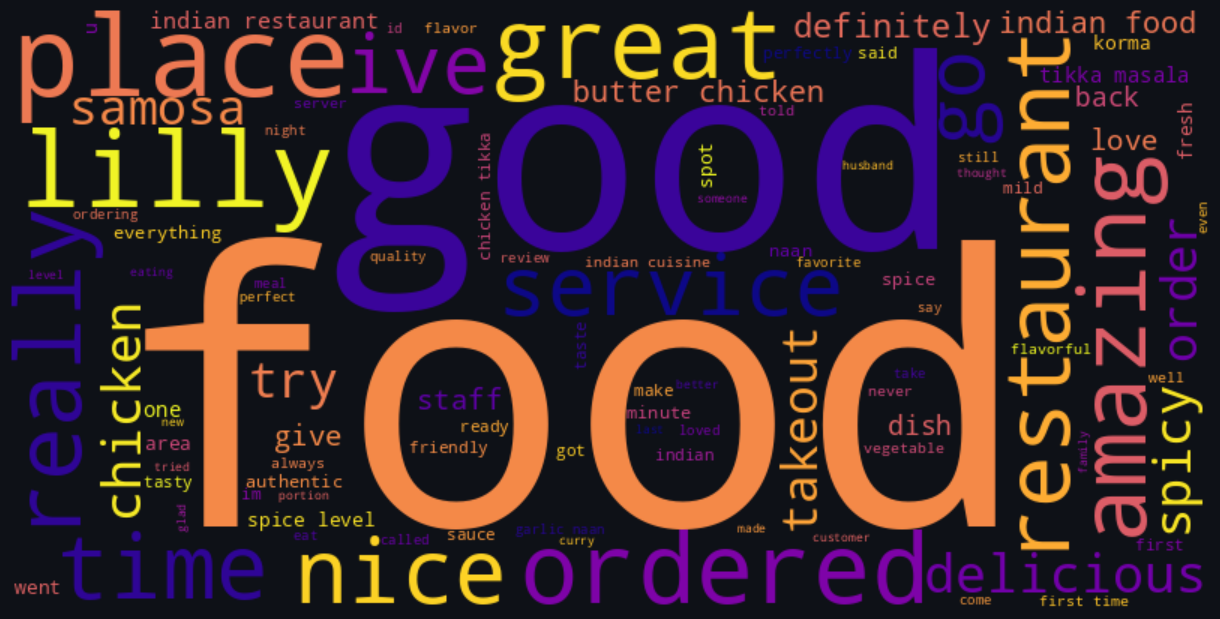 indian restaurant
id
flavor
u
place
ive
great
definitely
indian food
perfectly
said
korma
go
tikka masala
samosa
server
butter chicken
back
told
good
lilly
night
chicken tikka
spot
husband
still
thought
restaurant
love
fresh
amazing
mild
someone
ordering
everything
really
quality
review
indian cuisine
naan
favorite
even
order
level
eating
meal
perfect
service
spice
say
food
taste
takeout
flavorful
chicken
try
staff
make
better
take
never
well
one
new
minute
loved
ready
friendly
give
dish
vegetable
spicy
area
got
indian
family
tried
always
tasty
authentic
im
portion
glad
spice level
eat
called
sauce
garlic naan
curry
made
customer
first
time
nice
ordered
delicious
went
come
first time